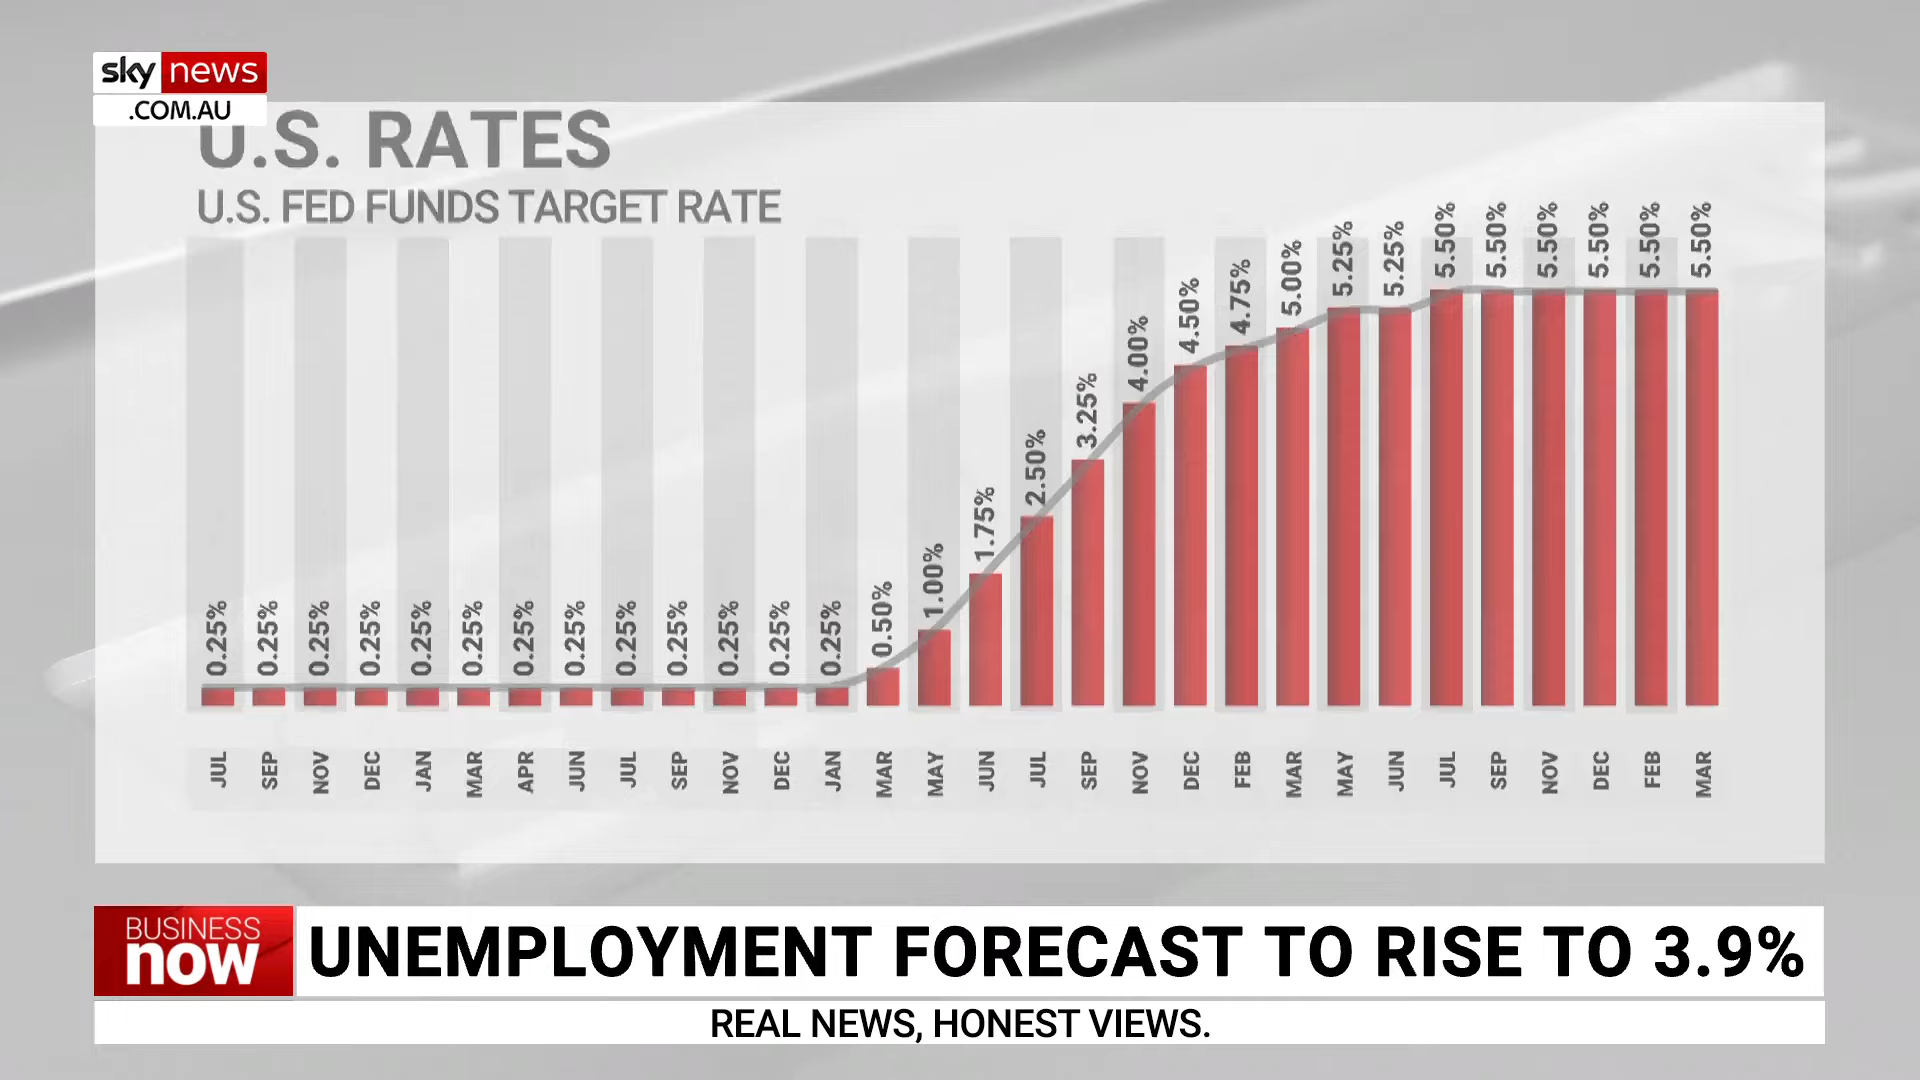 sky news
.COM.AU
U.S. RATES
U.S. FED FUNDS TARGET RATE
0.25% 0.25% 0.25% 0.25% 0.25% 0.25% 0.25% 0.25% 0.25% 0.25% 0.25% 0.25% 0.25% 0.50% 1.00% 1.75% 2.50% 3.25% 4.00% 4.50% 4.75% 5.00% 5.25% 5.25% 5.50% 5.50% 5.50% 5.50% 5.50% 5.50%
JUL SEP NOV DEC JAN MAR APR JUN JUL SEP NOV DEC JAN MAR MAY JUN JUL SEP NOV DEC FEB MAR MAY JUN JUL SEP NOV DEC FEB MAR
BUSINESS
now
UNEMPLOYMENT FORECAST TO RISE TO 3.9%
REAL NEWS, HONEST VIEWS.